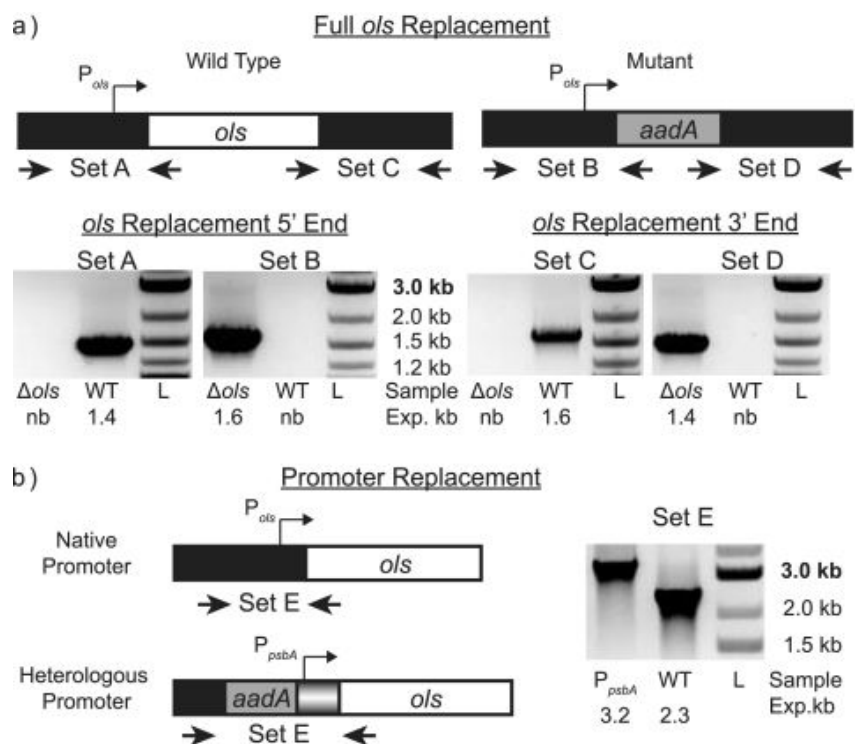 a)
Full ols Replacement
Wild Type
Mutant
Pols
Pols
ols
aadA
Set A
Set C
Set B
Set D
ols Replacement 5' End
ols Replacement 3' End
Set A
Set B
Set C
Set D
3.0 kb
2.0 kb
1.5 kb
1.2 kb
Δols WT L Δols WT L Sample Δols WT L Δols WT L
nb 1.4 1.6 nb Exp. kb nb 1.6 1.4 nb
b)
Promoter Replacement
Pols
Native
Promoter
ols
Set E
PpsbA
Heterologous
Promoter
aadA
ols
Set E
Set E
3.0 kb
2.0 kb
1.5 kb
PpsbA WT L Sample
3.2 2.3 Exp.kb